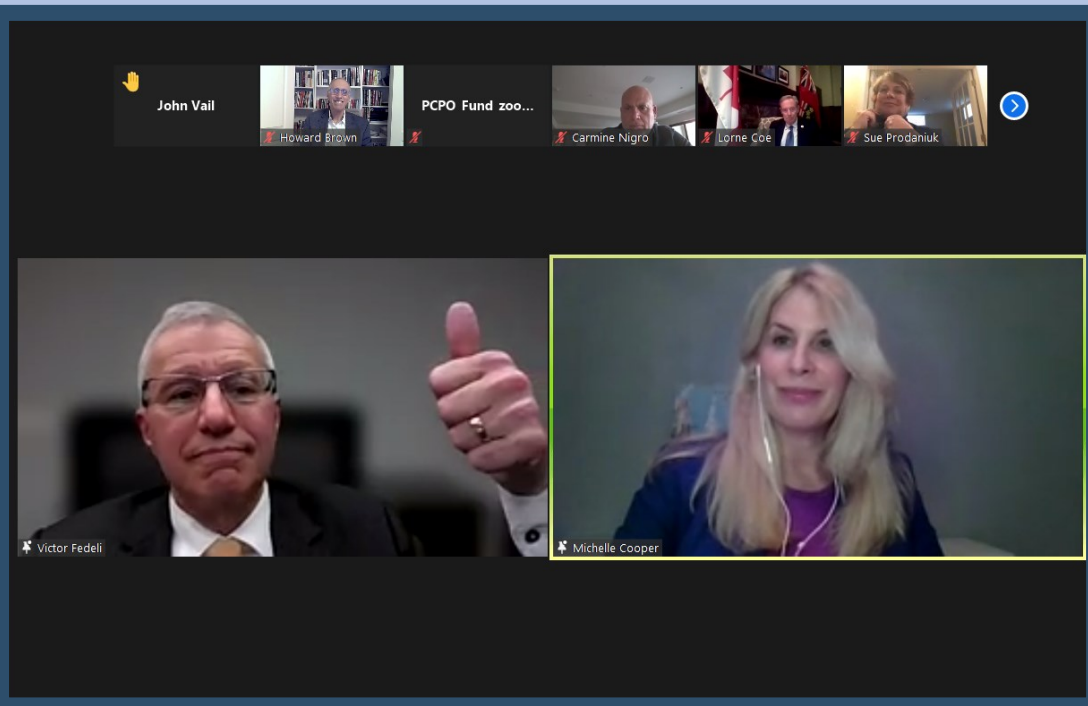 John Vail
Howard Brown
PCPO Fund zoo...
Carmine Nigro
Lorne Coe
Sue Prodaniuk
Victor Fedeli
Michelle Cooper